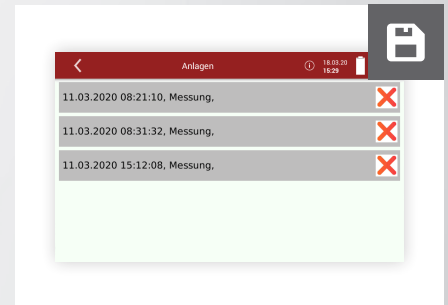 Anlagen
18.03.20
15:29
11.03.2020 08:21:10, Messung,
11.03.2020 08:31:32, Messung,
11.03.2020 15:12:08, Messung,